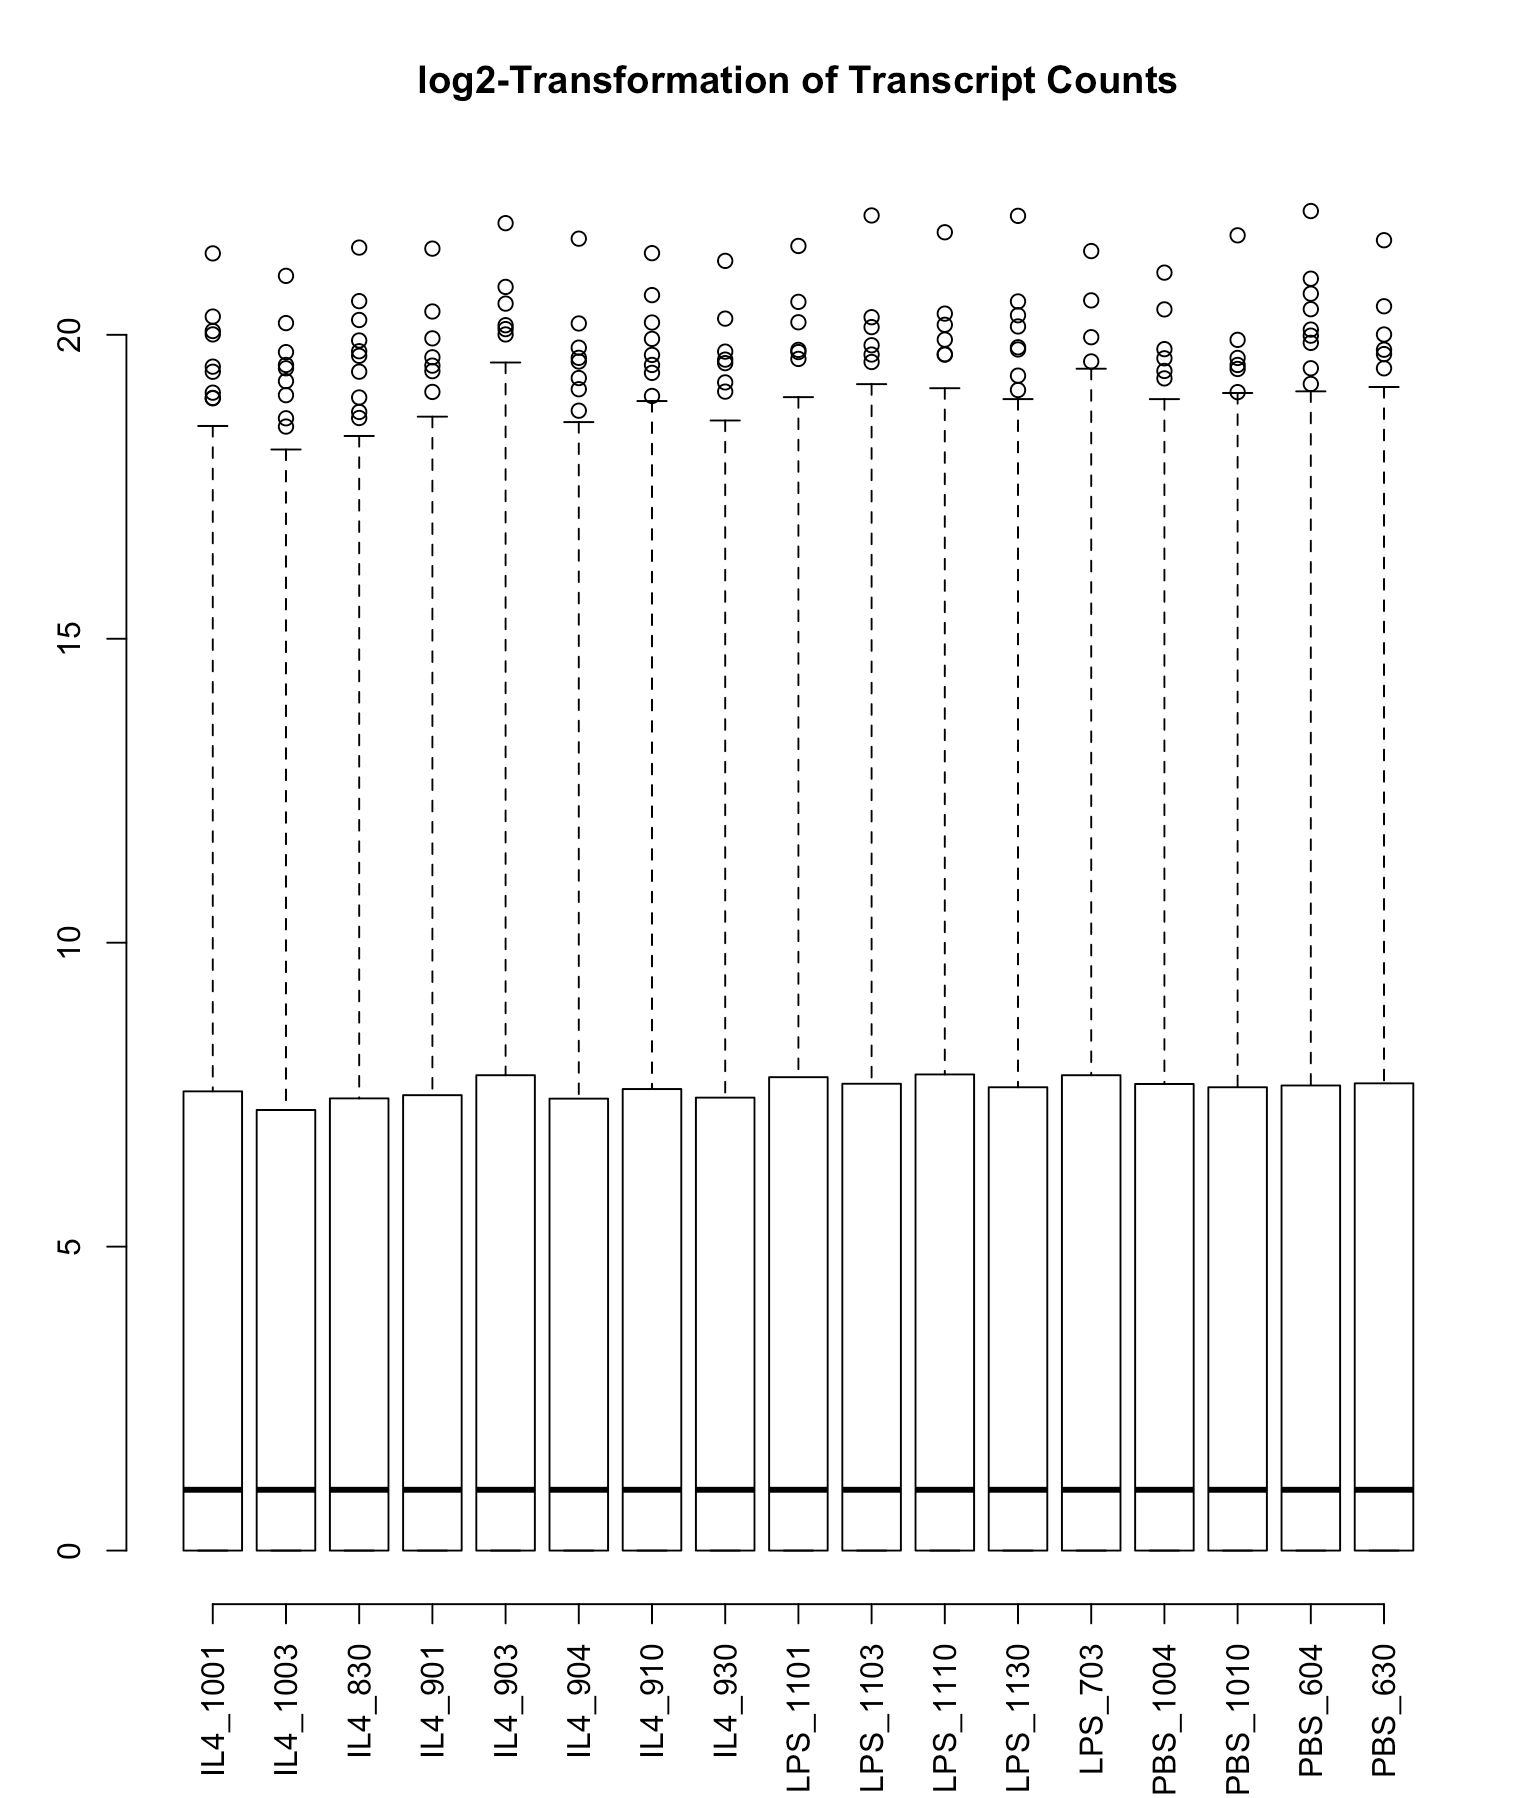 log2-Transformation of Transcript Counts
20
15
10
5
0
IL4_1001
IL4_1003
IL4_830
IL4_901
IL4_903
IL4_904
IL4_910
IL4_930
LPS_1101
LPS_1103
LPS_1110
LPS_1130
LPS_703
PBS_1004
PBS_1010
PBS_604
PBS_630